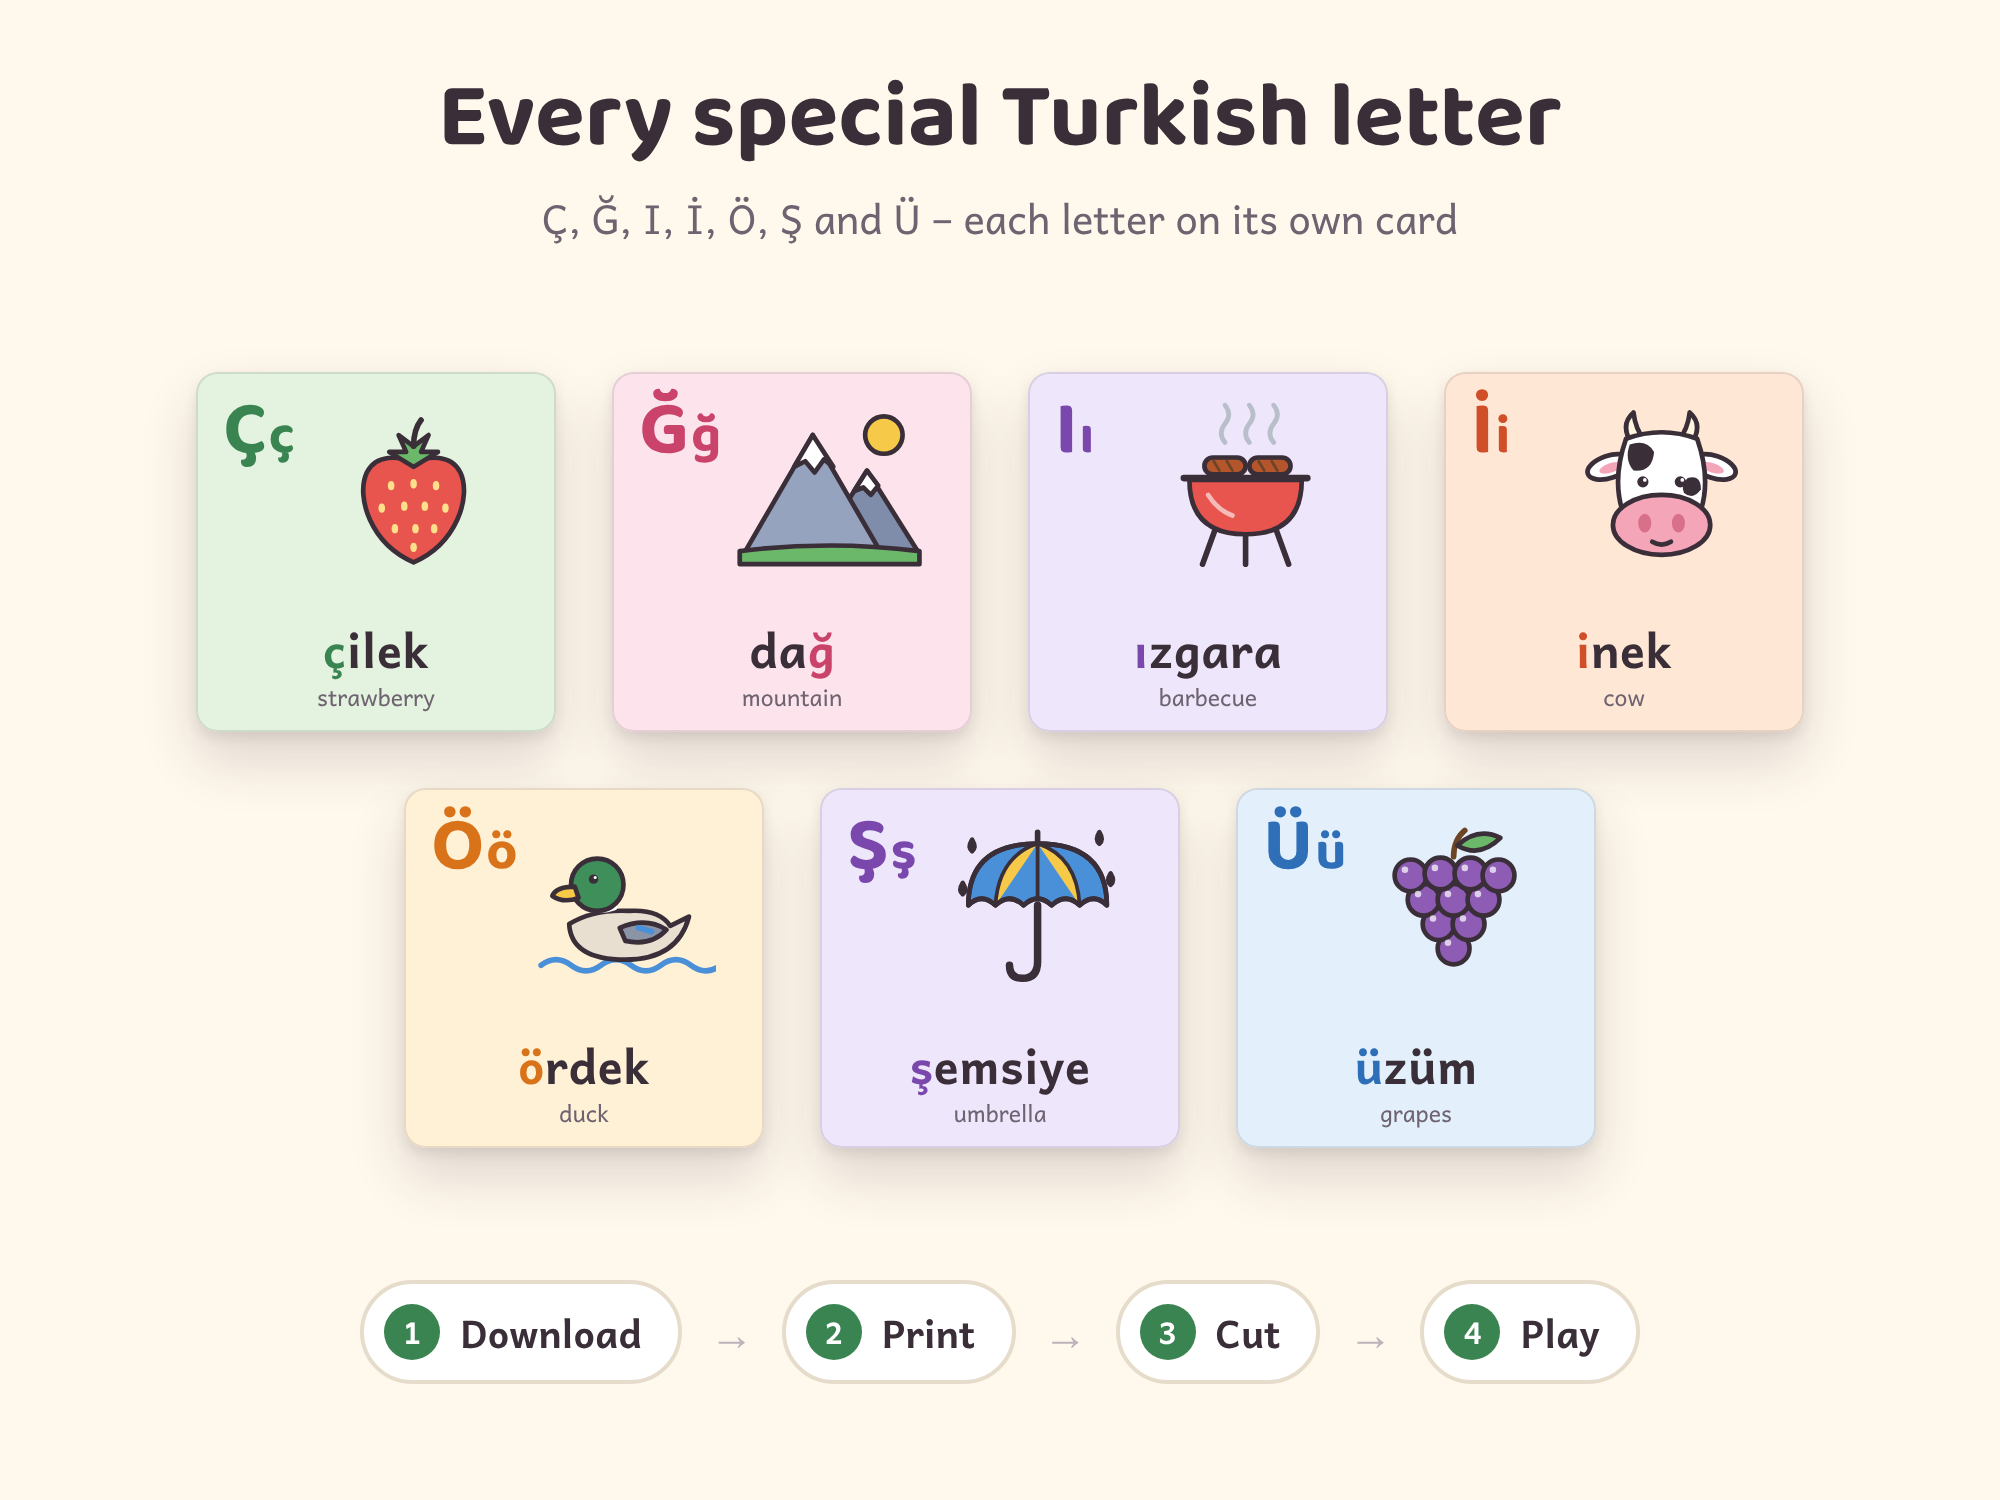 Every special Turkish letter
Ç, Ğ, I, İ, Ö, Ş and Ü – each letter on its own card
Çç
çilek
strawberry
Ğğ
dağ
mountain
Iı
ızgara
barbecue
İi
inek
cow
Öö
ördek
duck
Şş
şemsiye
umbrella
Üü
üzüm
grapes
1 Download → 2 Print → 3 Cut → 4 Play